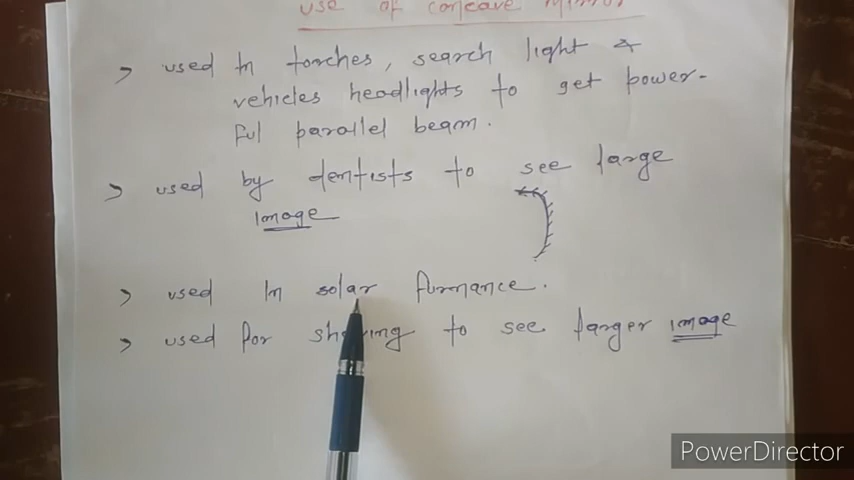 use of concave mirror
> used In torches, search light &
vehicles headlights to get power-
ful parallel beam.
> used by dentists to see large
image
> used In solar furnance.
> used for shaving to see larger image
PowerDirector